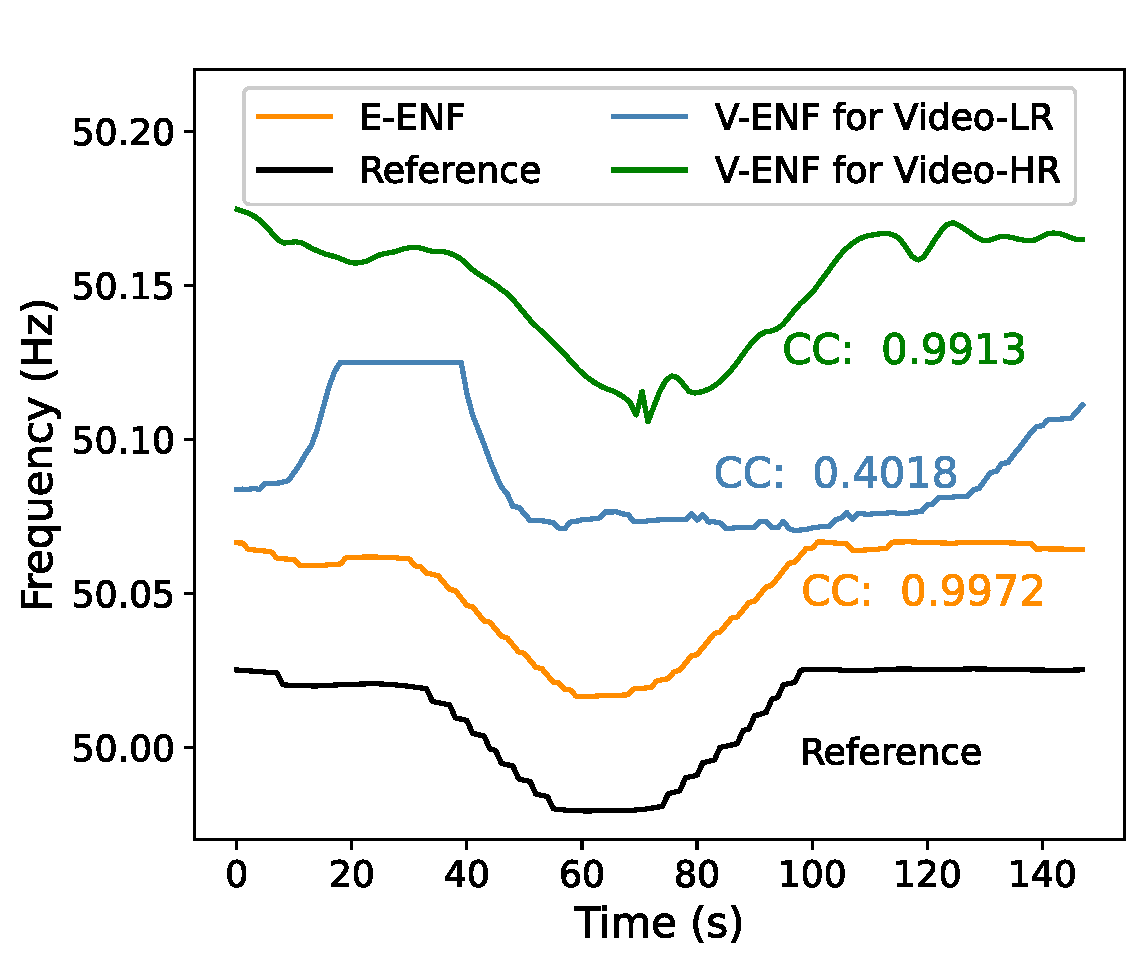 E-ENF
Reference
V-ENF for Video-LR
V-ENF for Video-HR
Frequency (Hz)
50.20
50.15
50.10
50.05
50.00
CC: 0.9913
CC: 0.4018
CC: 0.9972
Reference
0 20 40 60 80 100 120 140
Time (s)